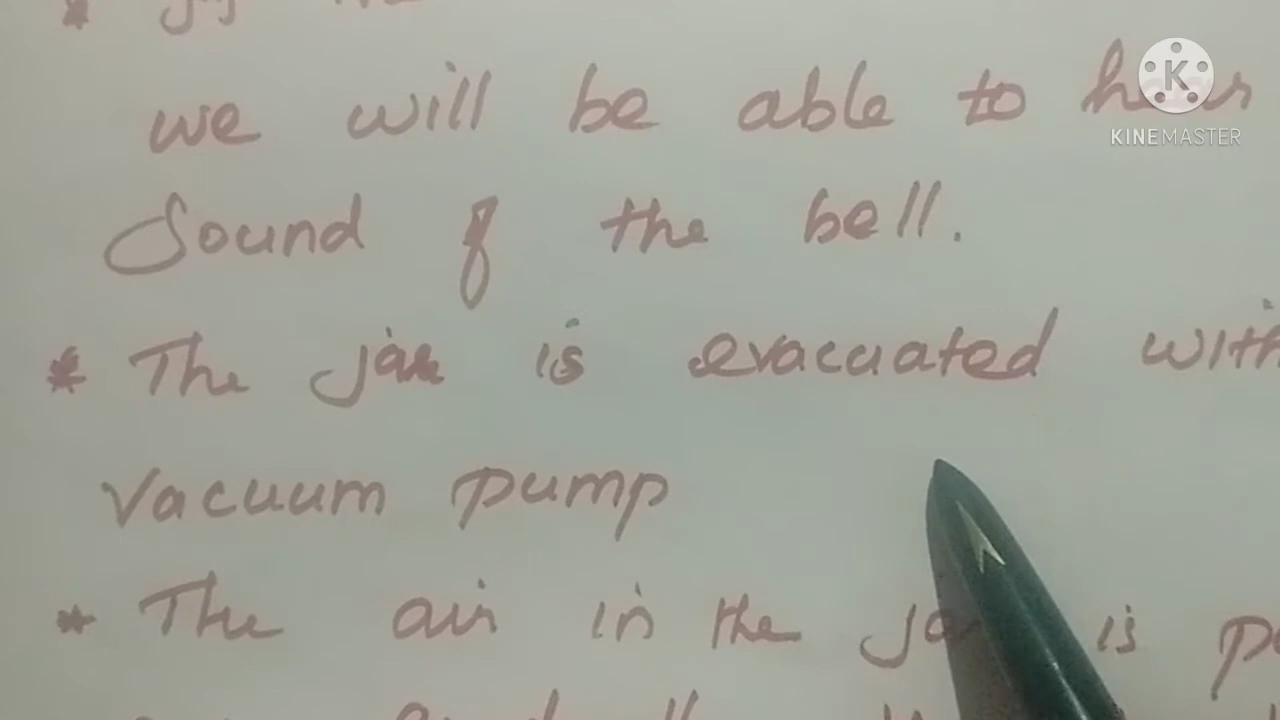 we will be able to hear
Sound of the bell.
* The jar is evacuated with
Vacuum pump
* The air in the jar is
KINEMASTER